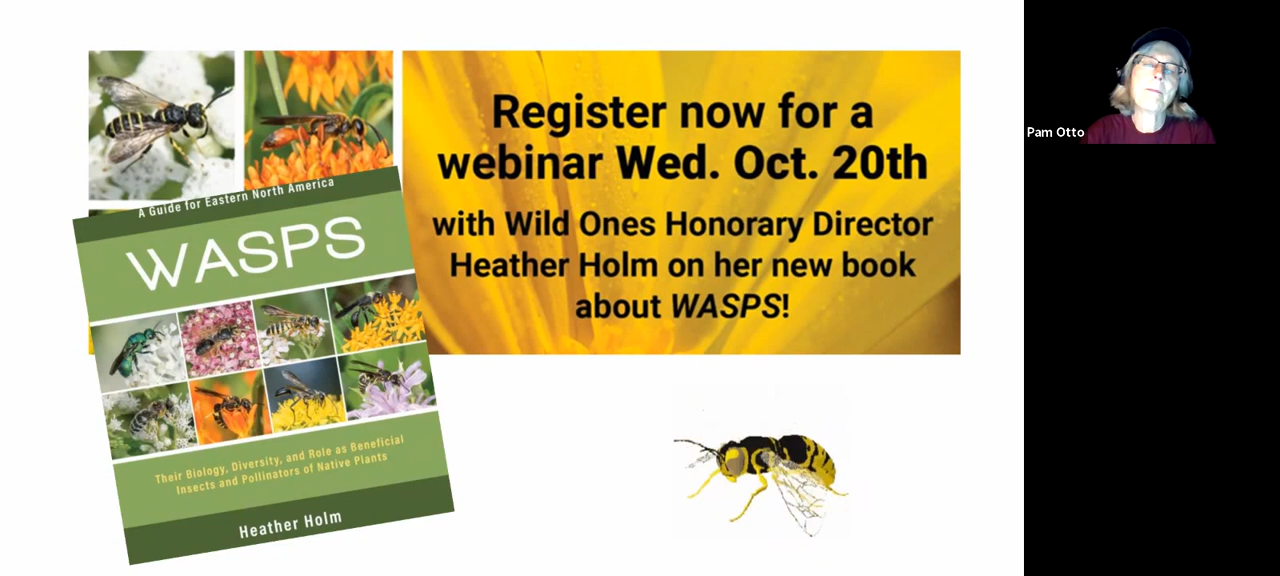 Register now for a
webinar Wed. Oct. 20th
with Wild Ones Honorary Director
Heather Holm on her new book
about WASPS!
A Guide for Eastern North America
WASPS
Their Biology, Diversity, and Role as Beneficial
Insects and Pollinators of Native Plants
Heather Holm
Pam Otto